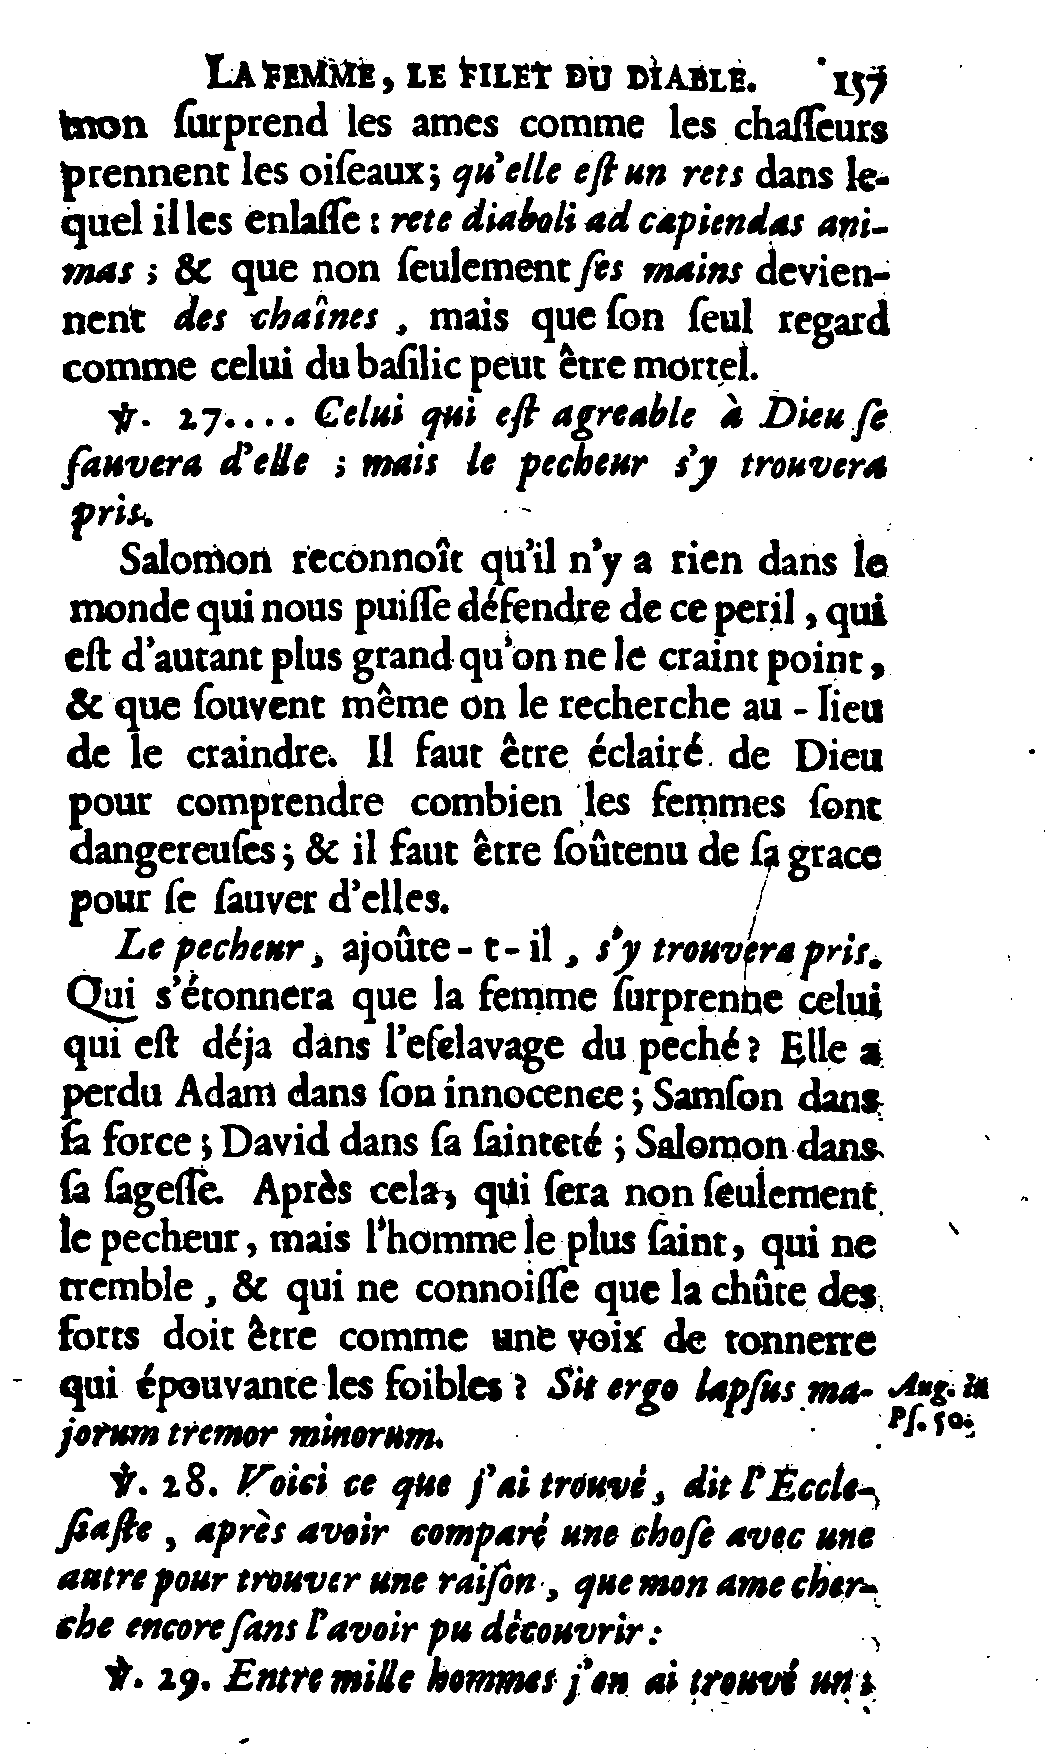 LA FEMME, LE FILET DU DIABLE. 157
mon ſurprend les ames comme les chaſſeurs
prennent les oiſeaux; qu'elle eſt un rets dans le-
quel il les enlaſſe: rete diaboli ad capiendas ani-
mas; & que non ſeulement ſes mains devien-
nent des chaînes, mais que ſon ſeul regard
comme celui du baſilic peut être mortel.
℣. 27.... Celui qui eſt agreable à Dieu ſe
ſauvera d'elle; mais le pecheur s'y trouvera
pris.
Salomon reconnoît qu'il n'y a rien dans le
monde qui nous puiſſe défendre de ce peril, qui
eſt d'autant plus grand qu'on ne le craint point,
& que ſouvent même on le recherche au-lieu
de le craindre. Il faut être éclairé de Dieu
pour comprendre combien les femmes ſont
dangereuſes; & il faut être ſoûtenu de ſa grace
pour ſe ſauver d'elles.
Le pecheur, ajoûte-t-il, s'y trouvera pris.
Qui s'étonnera que la femme ſurprenne celui
qui eſt déja dans l'eſclavage du peché? Elle a
perdu Adam dans ſon innocence; Samſon dans
ſa force; David dans ſa ſainteté; Salomon dans
ſa ſageſſe. Après cela, qui ſera non ſeulement
le pecheur, mais l'homme le plus ſaint, qui ne
tremble, & qui ne connoiſſe que la chûte des
forts doit être comme une voix de tonnerre
qui épouvante les foibles? Sit ergo lapſus ma-
jorum tremor minorum.
Aug. in
Pſ. 50.
℣. 28. Voici ce que j'ai trouvé, dit l'Eccle-
ſiaſte, après avoir comparé une choſe avec une
autre pour trouver une raiſon, que mon ame cher-
che encore ſans l'avoir pu découvrir:
℣. 29. Entre mille hommes j'en ai trouvé un;